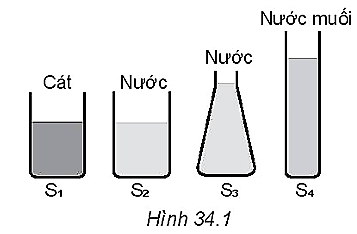 Nước muối
Nước
Cát
Nước
S1
S2
S3
S4
Hình 34.1